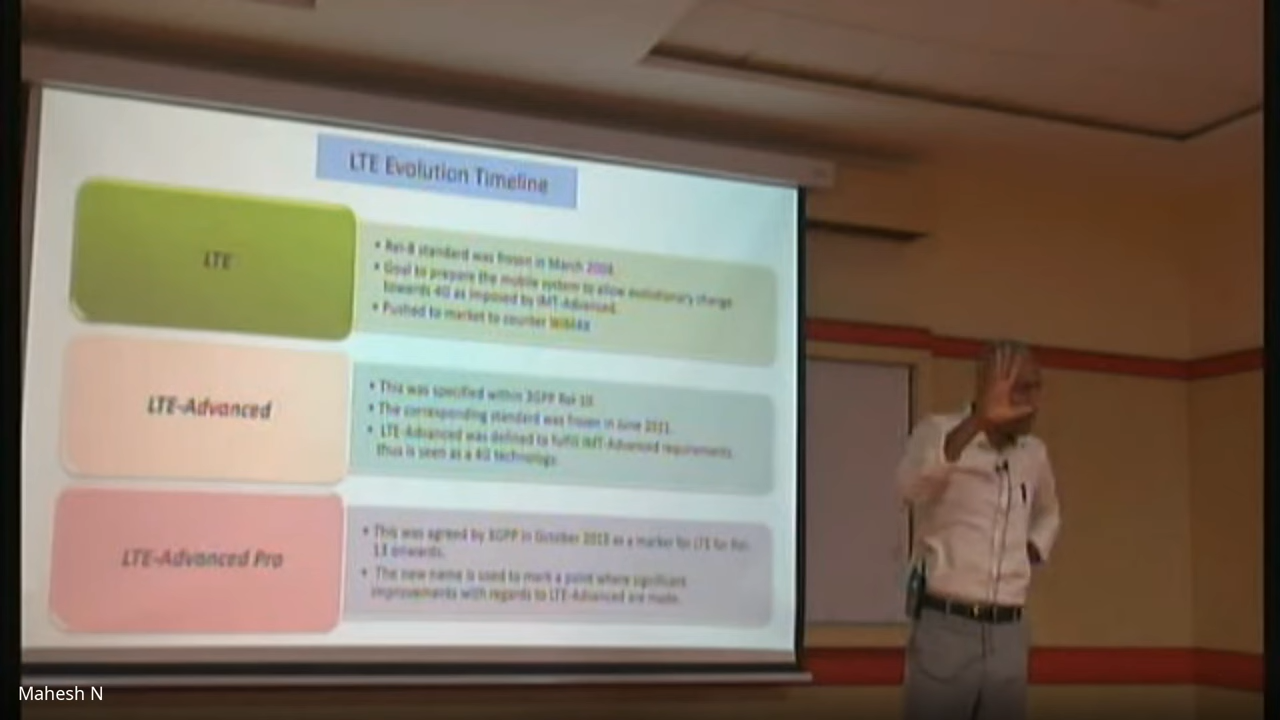 LTE Evolution Timeline
LTE
• Rel-8 standard was frozen in March
• Goal to prepare the mobile system to allow evolutionary change
towards 4G as imposed by IMT-Advanced.
• Pushed to market to counter WiMAX
LTE-Advanced
• This was specified within 3GPP Rel-10.
• The corresponding standard was frozen in June 2011.
• LTE-Advanced was defined to fulfill IMT-Advanced requirements
thus is seen as a 4G technology.
LTE-Advanced Pro
• This was agreed by 3GPP in October as a marker for LTE for Rel-
13 onwards.
• The new name is used to mark a point where significant
improvements with regards to LTE-Advanced are made.
Mahesh N